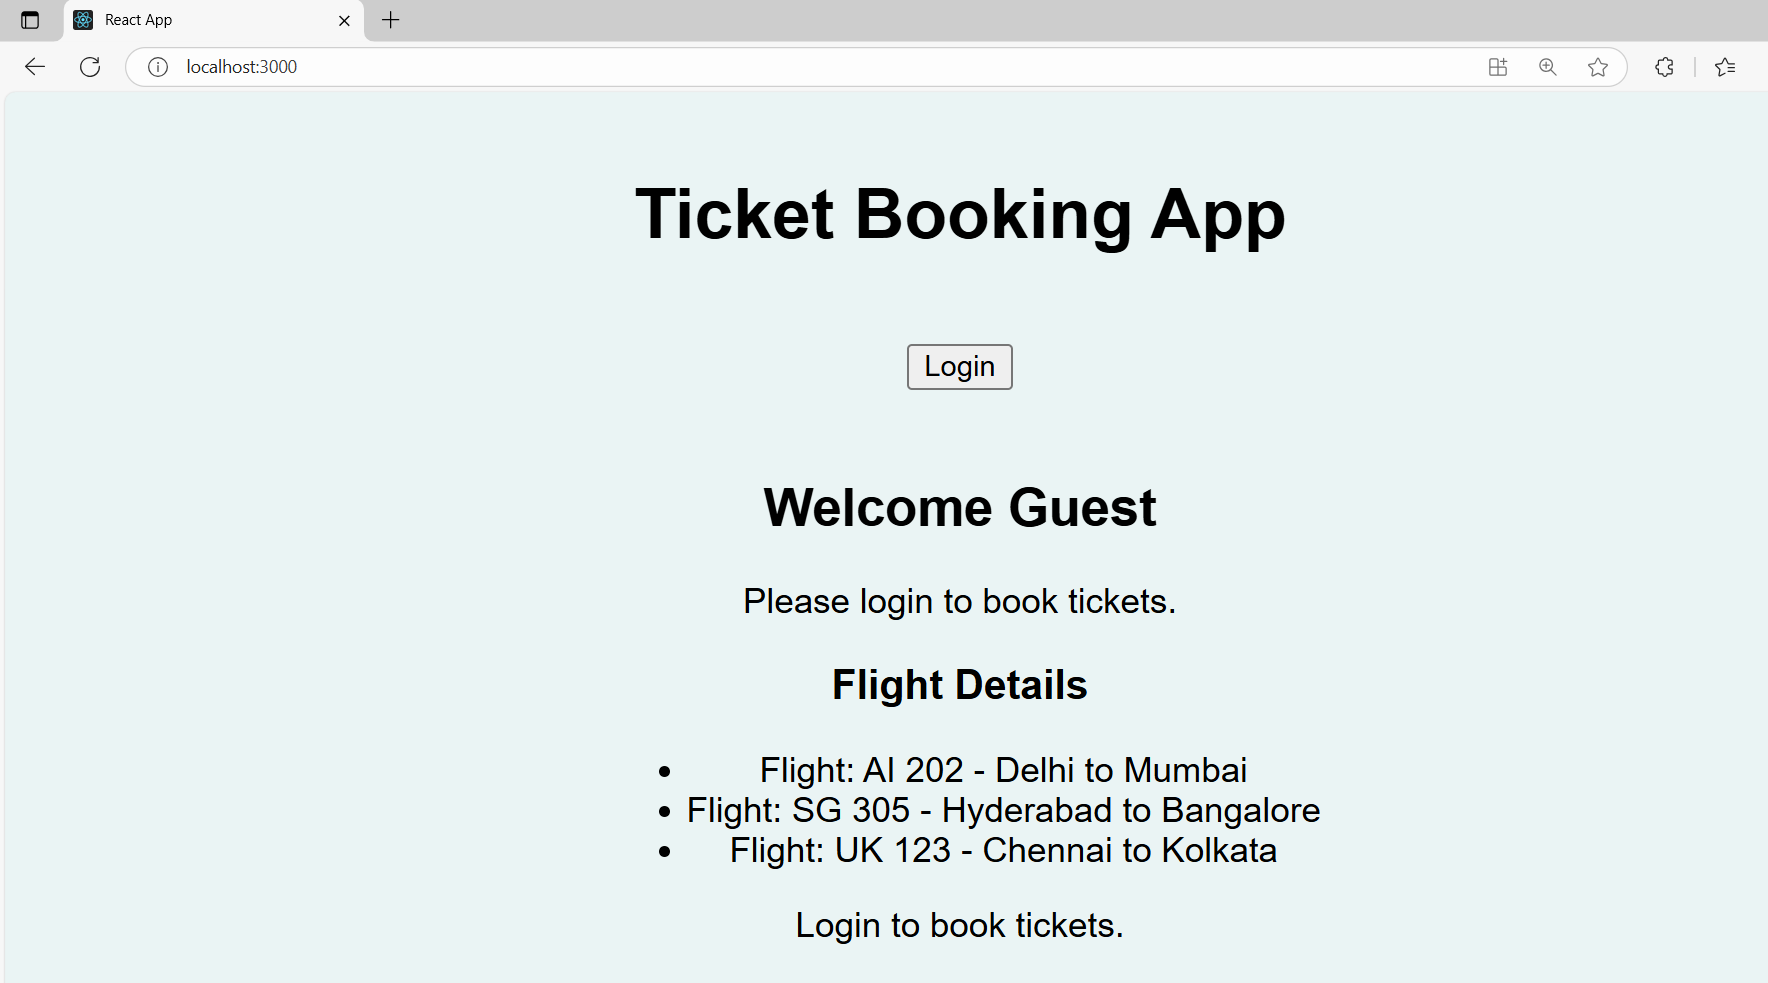 React App
localhost:3000
Ticket Booking App
Login
Welcome Guest
Please login to book tickets.
Flight Details
Flight: AI 202 - Delhi to Mumbai
Flight: SG 305 - Hyderabad to Bangalore
Flight: UK 123 - Chennai to Kolkata
Login to book tickets.